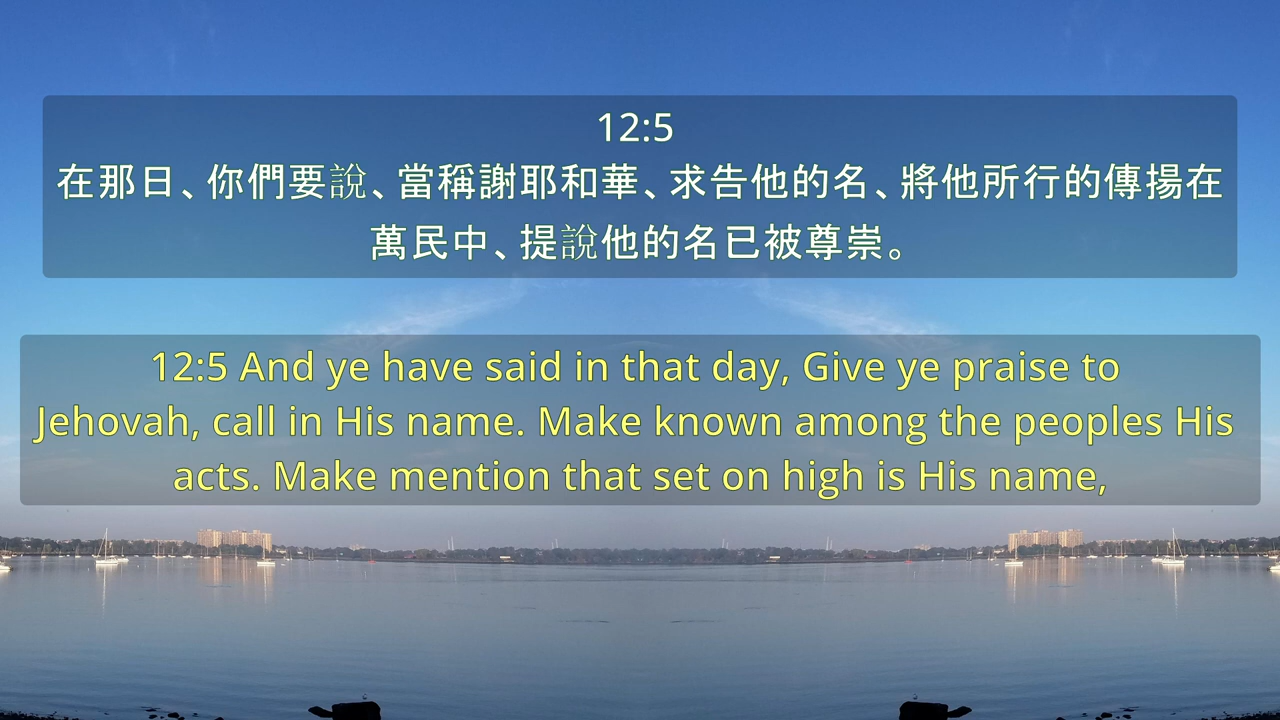 12:5
在那日、你們要說、當稱謝耶和華、求告他的名、將他所行的傳揚在
萬民中、提說他的名已被尊崇。
12:5 And ye have said in that day, Give ye praise to
Jehovah, call in His name. Make known among the peoples His
acts. Make mention that set on high is His name,